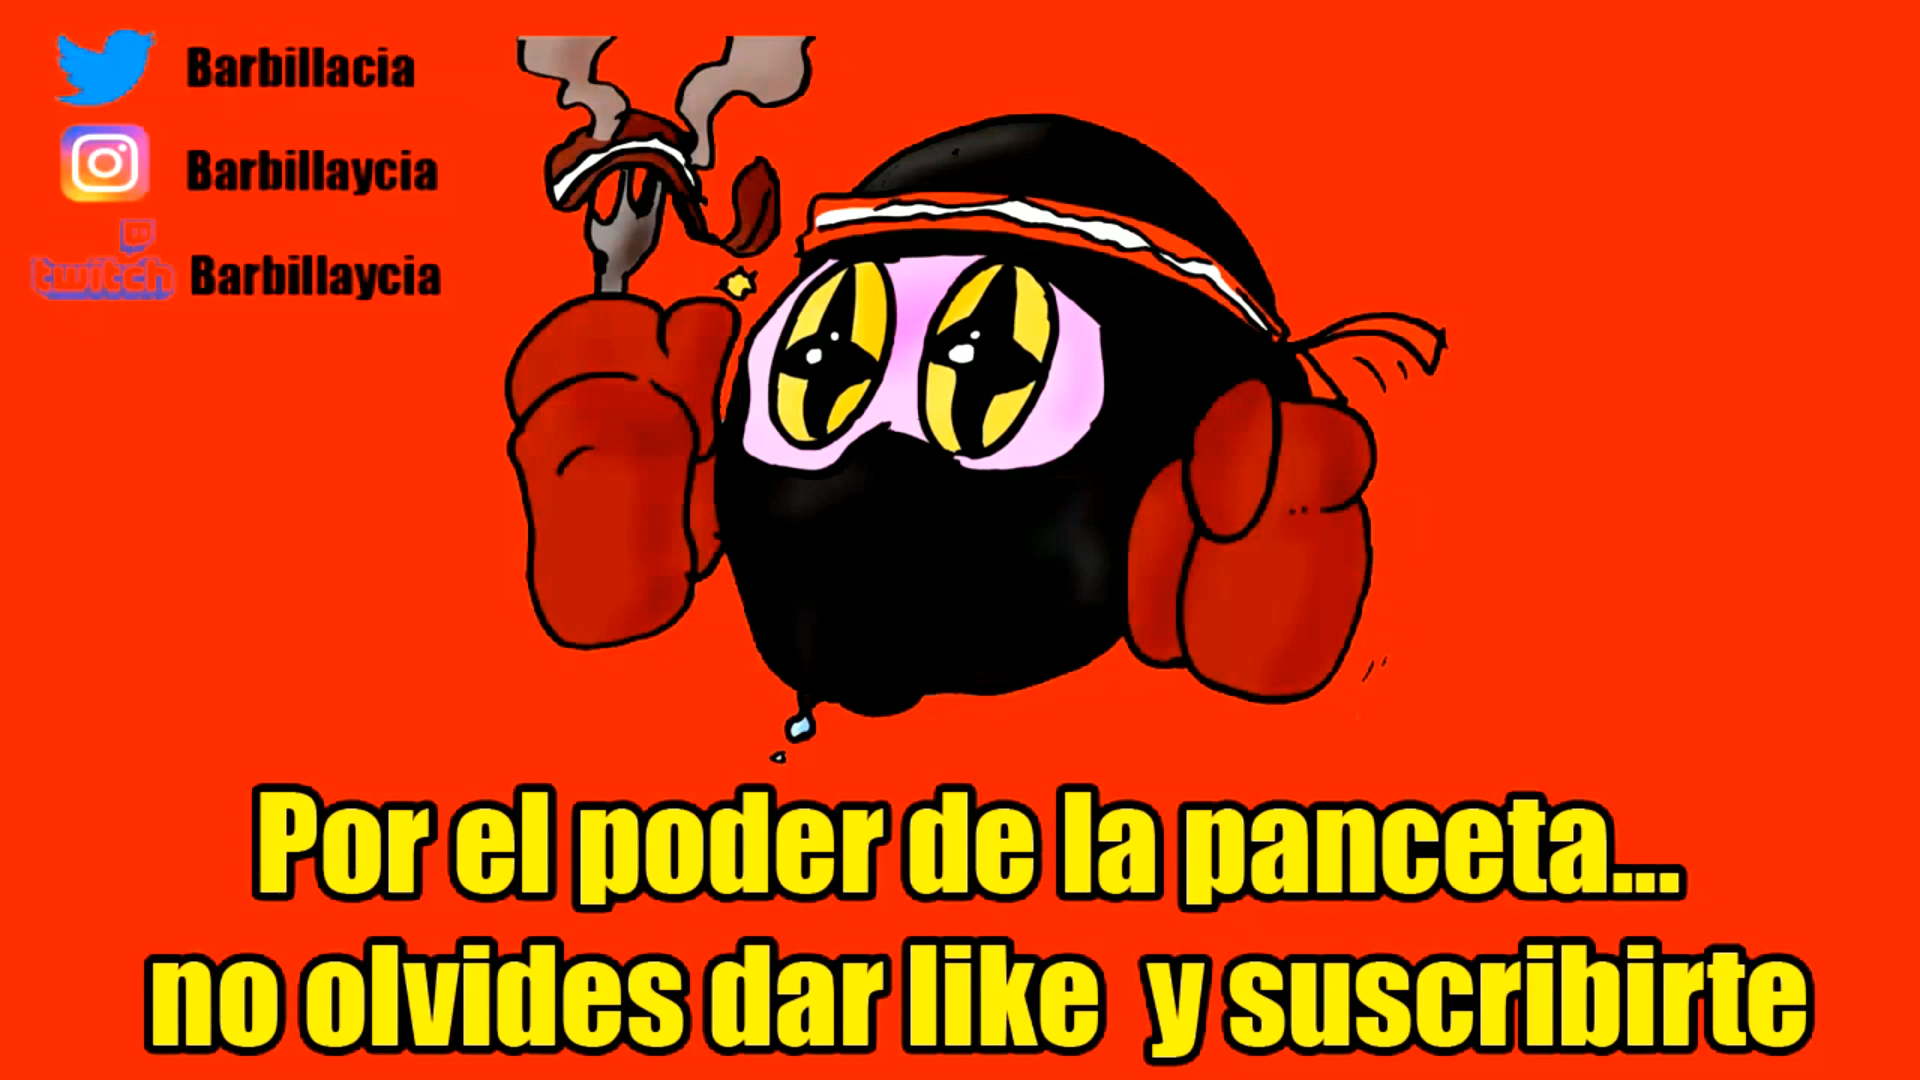 Barbillacia
Barbillaycia
twitch Barbillaycia
Por el poder de la panceta...
no olvides dar like y suscribirte